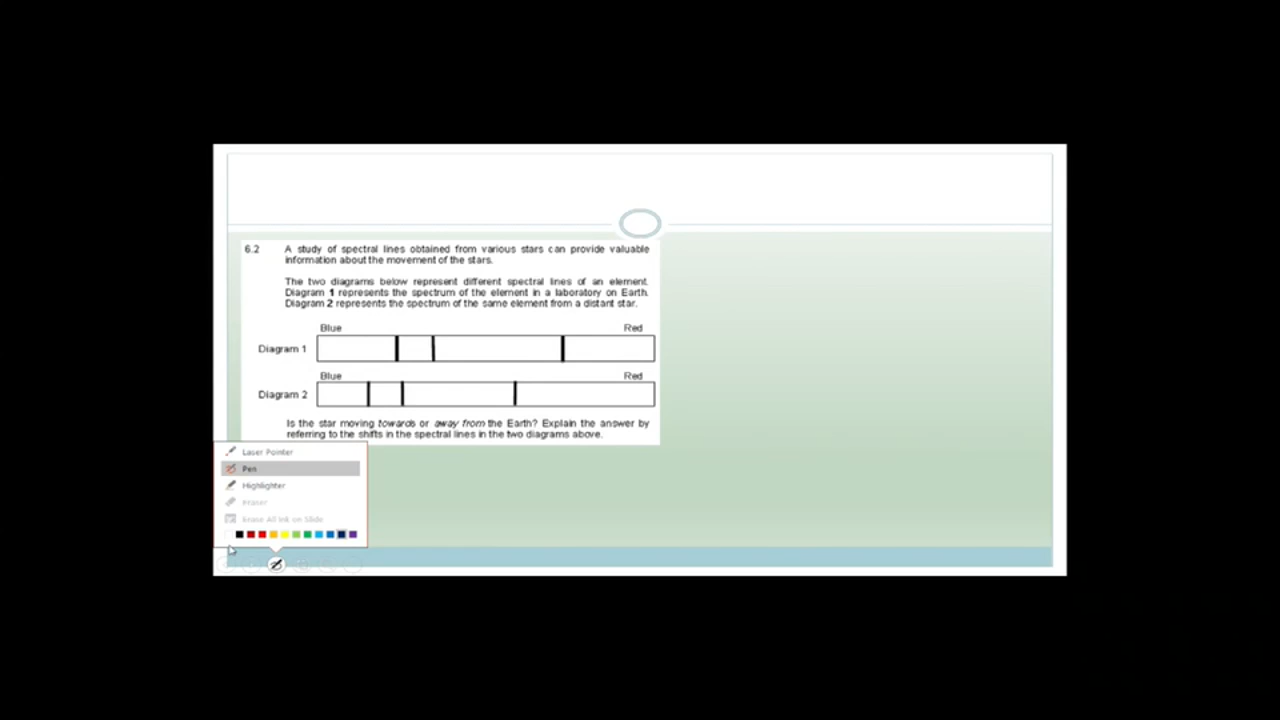 6.2 A study of spectral lines obtained from various stars can provide valuable
information about the movement of the stars.
The two diagrams below represent different spectral lines of an element.
Diagram 1 represents the spectrum of the element in a laboratory on Earth.
Diagram 2 represents the spectrum of the same element from a distant star.
Blue Red
Diagram 1
Blue Red
Diagram 2
Is the star moving towards or away from the Earth? Explain the answer by
referring to the shifts in the spectral lines in the two diagrams above.
Laser Pointer
Pen
Highlighter
Eraser
Erase All Ink on Slide